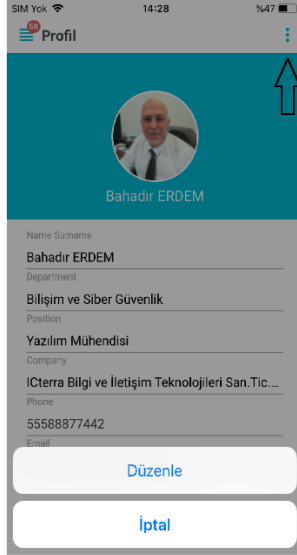 SIM Yok 14:28 %47
58
Profil
Bahadır ERDEM
Name Surname
Bahadır ERDEM
Department
Bilişim ve Siber Güvenlik
Position
Yazılım Mühendisi
Company
ICterra Bilgi ve İletişim Teknolojileri San.Tic....
Phone
55588877442
Email
Düzenle
İptal